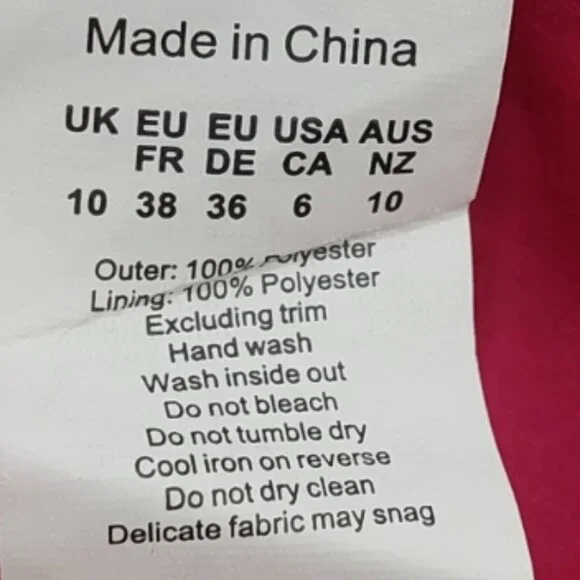 Made in China
UK EU EU USA AUS
FR DE CA NZ
10 38 36 6 10
Outer: 100% Polyester
Lining: 100% Polyester
Excluding trim
Hand wash
Wash inside out
Do not bleach
Do not tumble dry
Cool iron on reverse
Do not dry clean
Delicate fabric may snag